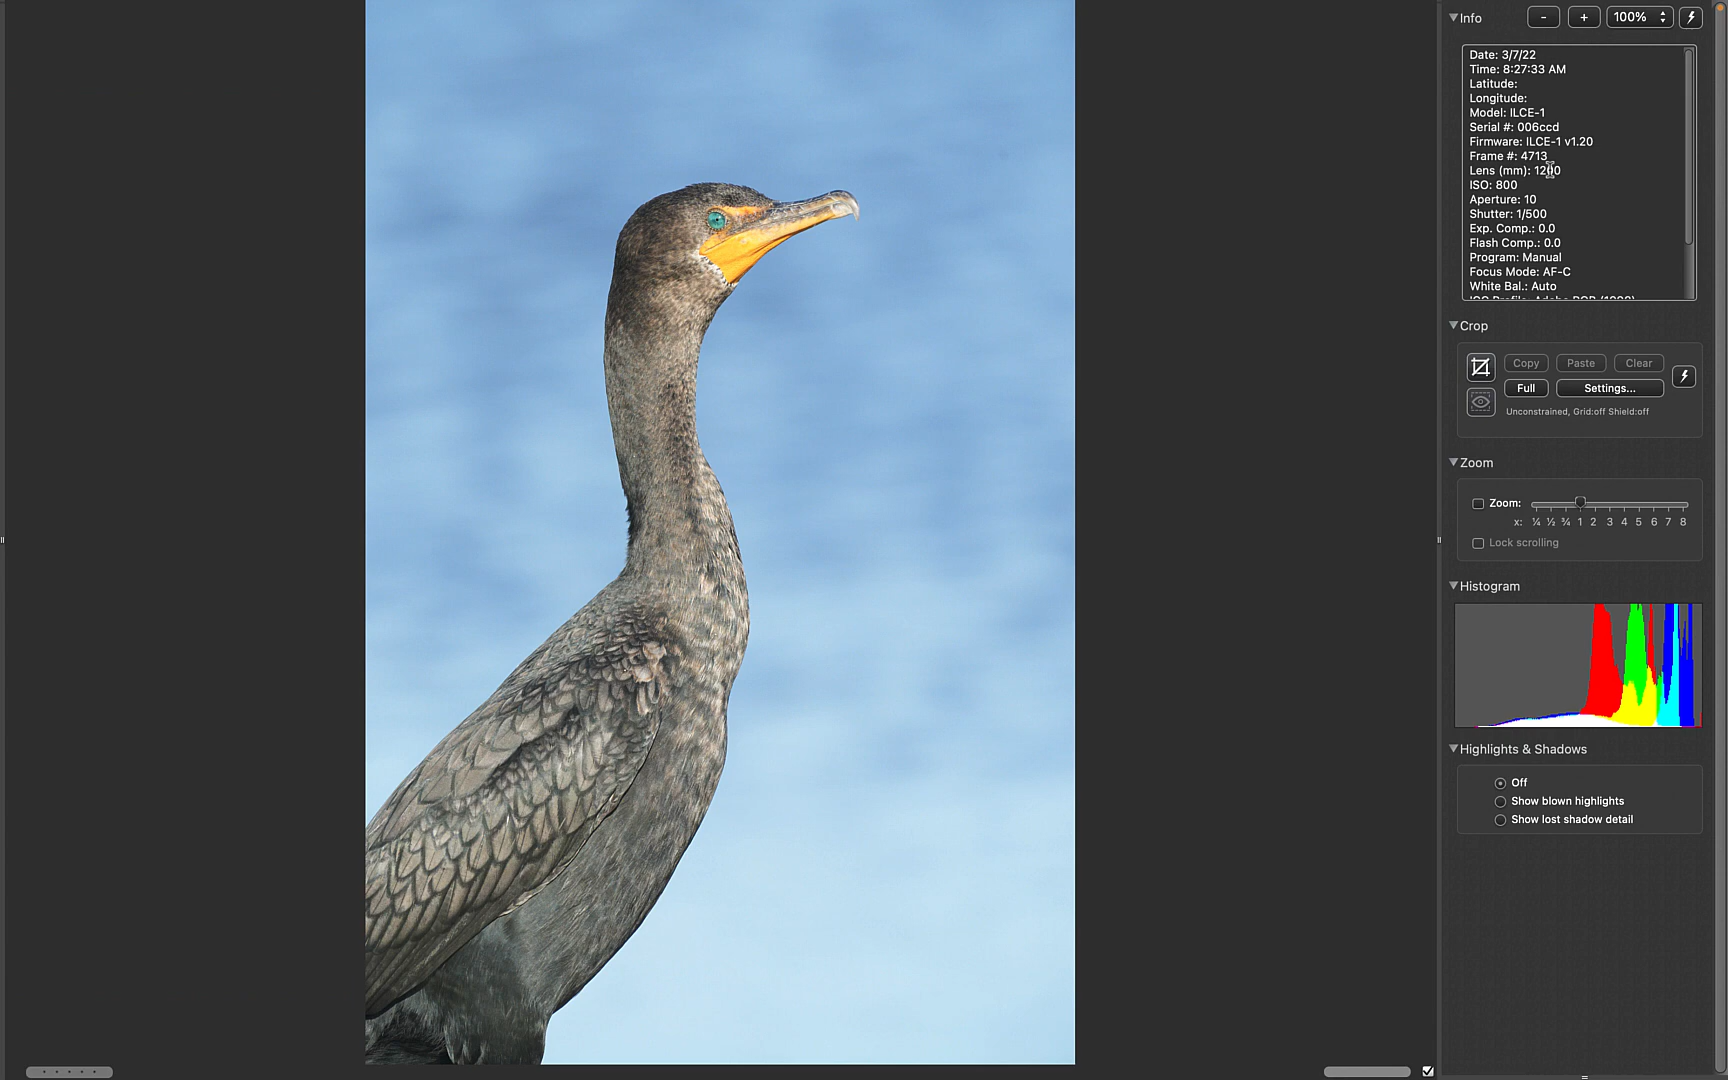 Info
-
+
100%
Date: 3/7/22
Time: 8:27:33 AM
Latitude:
Longitude:
Model: ILCE-1
Serial #: 006ccd
Firmware: ILCE-1 v1.20
Frame #: 4713
Lens (mm): 1200
ISO: 800
Aperture: 10
Shutter: 1/500
Exp. Comp.: 0.0
Flash Comp.: 0.0
Program: Manual
Focus Mode: AF-C
White Bal.: Auto
Crop
Copy Paste Clear
Full Settings...
Unconstrained, Grid:off Shield:off
Zoom
Zoom:
x: ¼ ½ ¾ 1 2 3 4 5 6 7 8
Lock scrolling
Histogram
Highlights & Shadows
Off
Show blown highlights
Show lost shadow detail